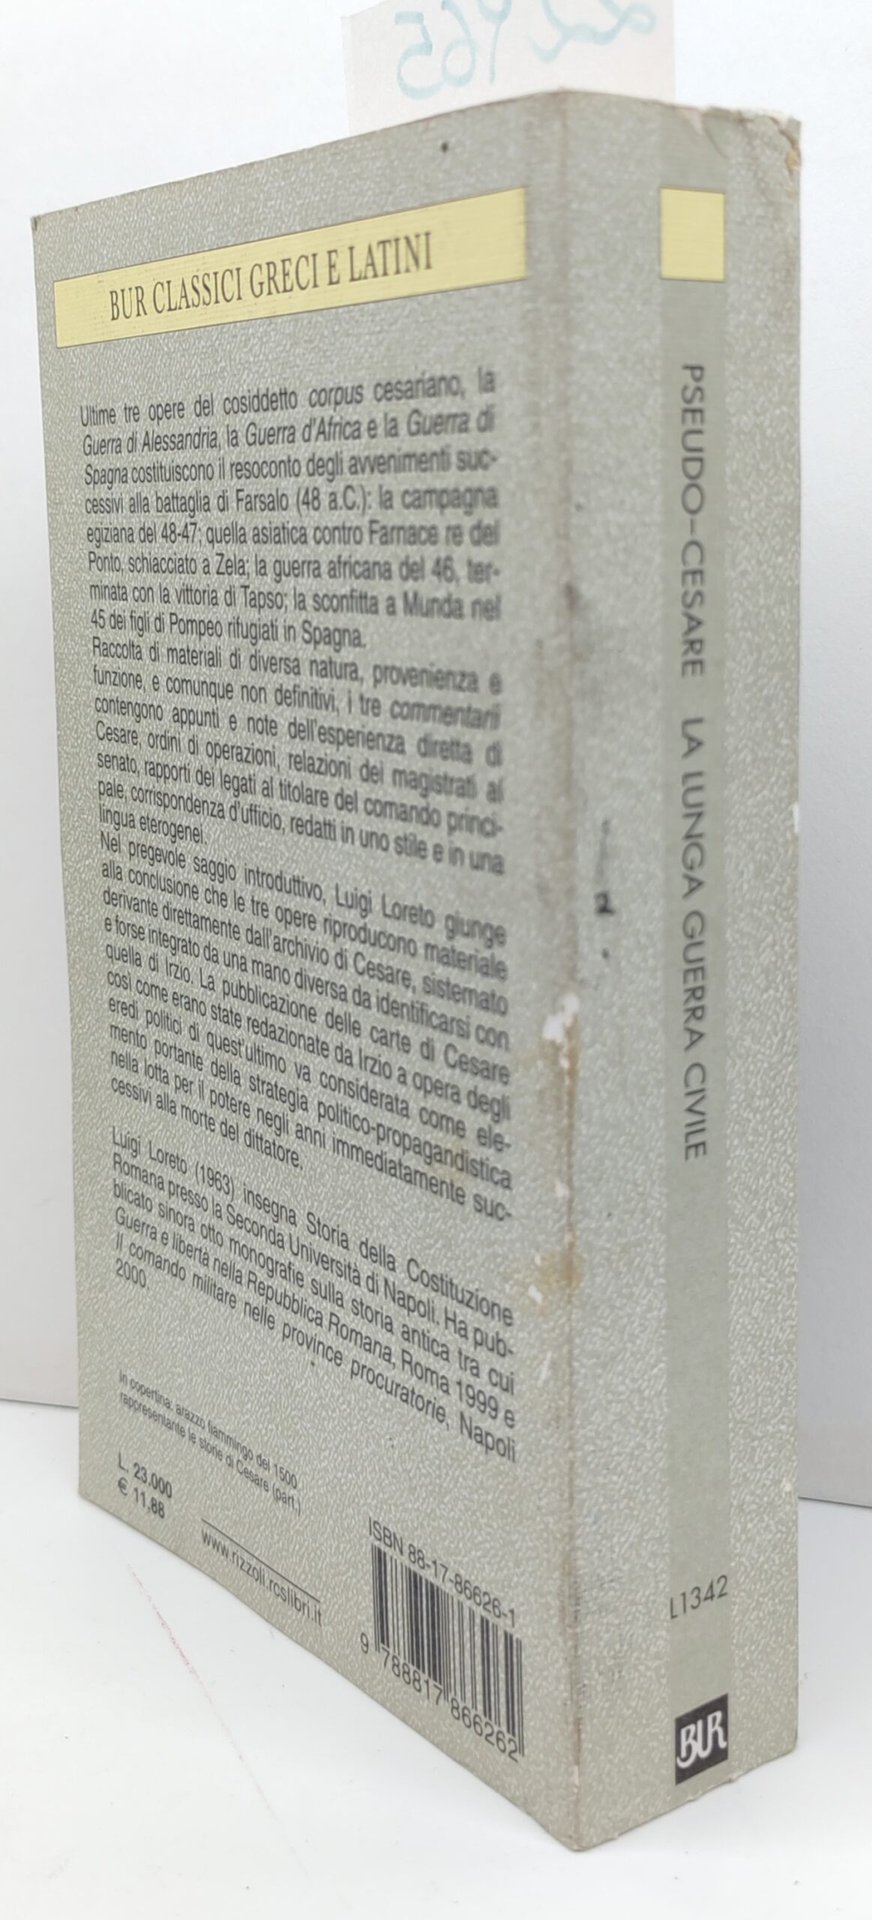 22465
BUR CLASSICI GRECI E LATINI
Ultime tre opere del cosiddetto corpus cesariano, la
Guerra di Alessandria, la Guerra d'Africa e la Guerra di
Spagna costituiscono il resoconto degli avvenimenti suc-
cessivi alla battaglia di Farsalo (48 a.C.): la campagna
egiziana del 48-47; quella asiatica contro Farnace re del
Ponto, schiacciato a Zela; la guerra africana del 46, ter-
minata con la vittoria di Tapso; la sconfitta a Munda nel
45 dei figli di Pompeo rifugiati in Spagna.
Raccolta di materiali di diversa natura, provenienza e
funzione, e comunque non definitivi, i tre commentarii
contengono appunti e note dell'esperienza diretta di
Cesare, ordini di operazioni, relazioni dei magistrati al
senato, rapporti dei legati al titolare del comando princi-
pale, corrispondenza d'ufficio, redatti in uno stile e in una
lingua eterogenei.
Nel pregevole saggio introduttivo, Luigi Loreto giunge
alla conclusione che le tre opere riproducono materiale
derivante direttamente dall'archivio di Cesare, sistemato
e forse integrato da una mano diversa da identificarsi con
quella di Irzio. La pubblicazione delle carte di Cesare
così come erano state redazionate da Irzio a opera degli
eredi politici di quest'ultimo va considerata come ele-
mento portante della strategia politico-propagandistica
nella lotta per il potere negli anni immediatamente suc-
cessivi alla morte del dittatore.
Luigi Loreto (1963) insegna Storia della Costituzione
Romana presso la Seconda Università di Napoli. Ha pub-
blicato sinora otto monografie sulla storia antica tra cui
Guerra e libertà nella Repubblica Romana, Roma 1999 e
Il comando militare nelle province procuratorie, Napoli
2000.
In copertina: arazzo fiammingo del 1500
rappresentante le storie di Cesare (part.)
L. 23.000
€ 11,88
www.rizzoli.rcslibri.it
ISBN 88-17-86626-1
9 788817 866262
PSEUDO-CESARE LA LUNGA GUERRA CIVILE
L1342
BUR